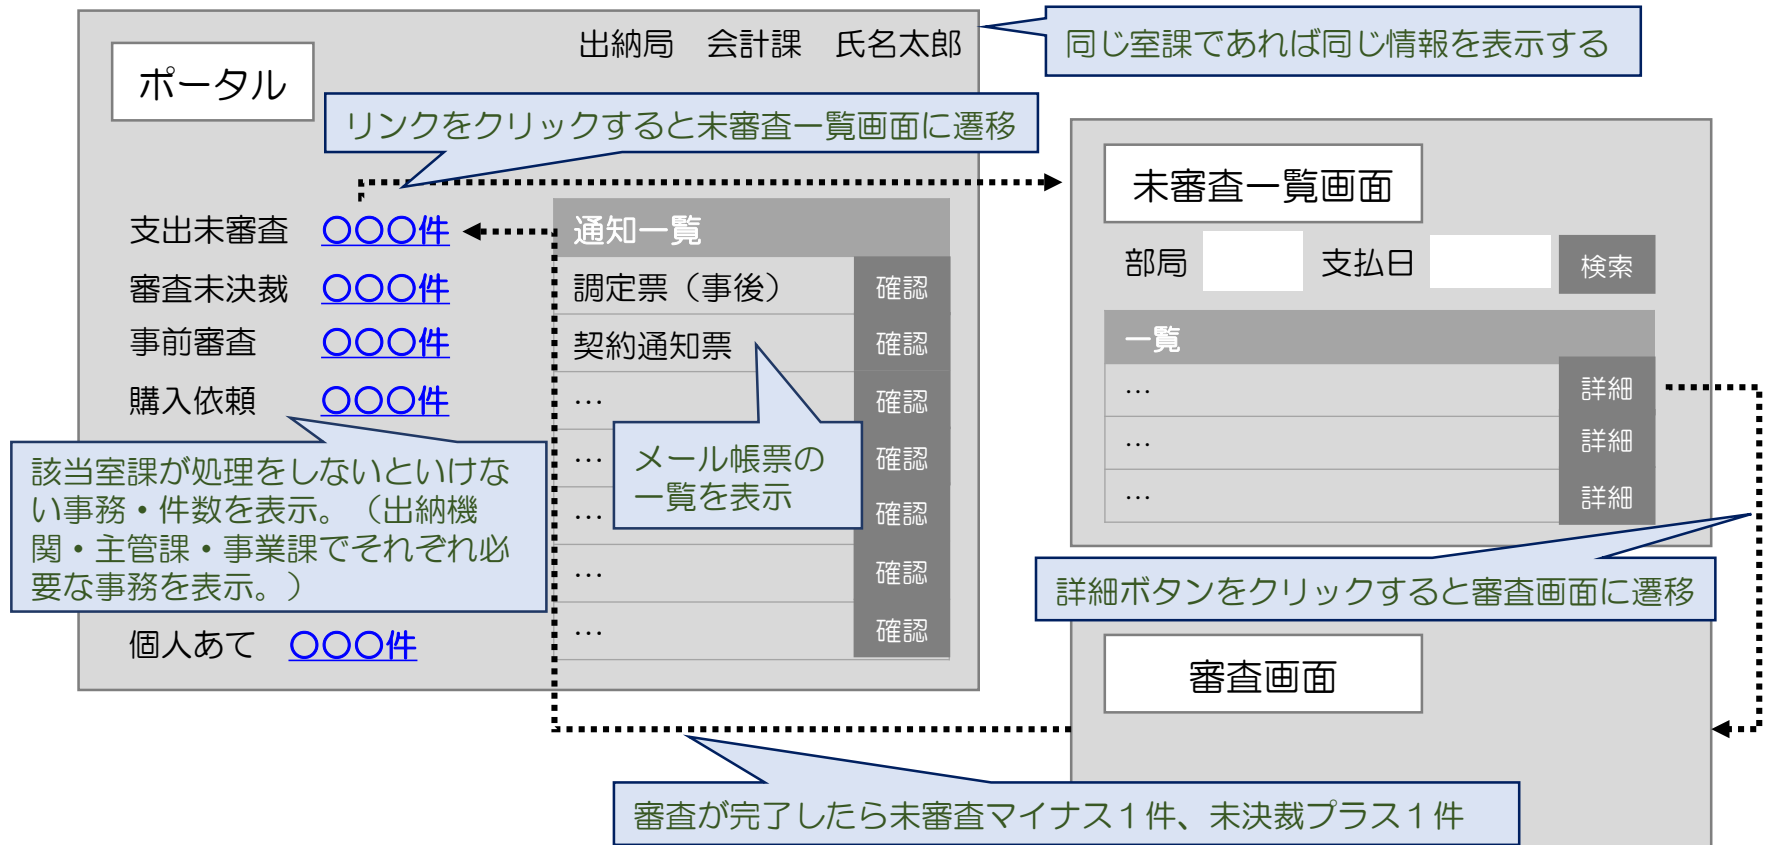 出納局　会計課　氏名太郎
同じ室課であれば同じ情報を表示する
ポータル
リンクをクリックすると未審査一覧画面に遷移
支出未審査　〇〇〇件
審査未決裁　〇〇〇件
事前審査　〇〇〇件
購入依頼　〇〇〇件
該当室課が処理をしないといけな
い事務・件数を表示。（出納機
関・主管課・事業課でそれぞれ必
要な事務を表示。）
個人あて　〇〇〇件
通知一覧
調定票（事後）　確認
契約通知票　確認
…　確認
…　確認
…　確認
…　確認
…　確認
メール帳票の
一覧を表示
未審査一覧画面
部局　支払日　検索
一覧
…　詳細
…　詳細
…　詳細
詳細ボタンをクリックすると審査画面に遷移
審査画面
審査が完了したら未審査マイナス１件、未決裁プラス１件